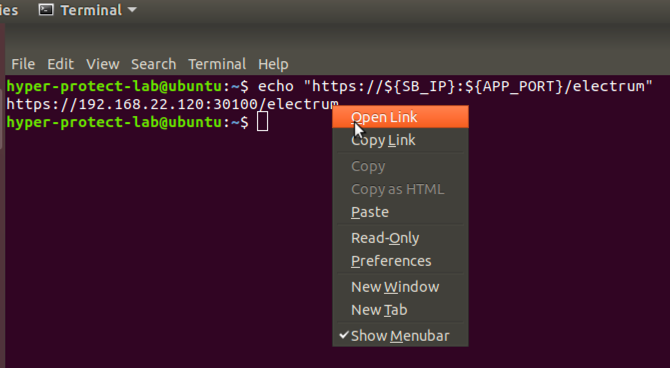 ies Terminal
File Edit View Search Terminal Help
hyper-protect-lab@ubuntu:~$ echo "https://${SB_IP}:${APP_PORT}/electrum"
https://192.168.22.120:30100/electrum
hyper-protect-lab@ubuntu:~$
Open Link
Copy Link
Copy
Copy as HTML
Paste
Read-Only
Preferences
New Window
New Tab
Show Menubar